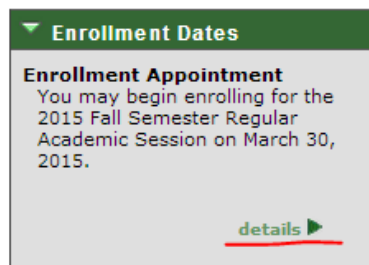 Enrollment Dates
Enrollment Appointment
You may begin enrolling for the
2015 Fall Semester Regular
Academic Session on March 30,
2015.
details